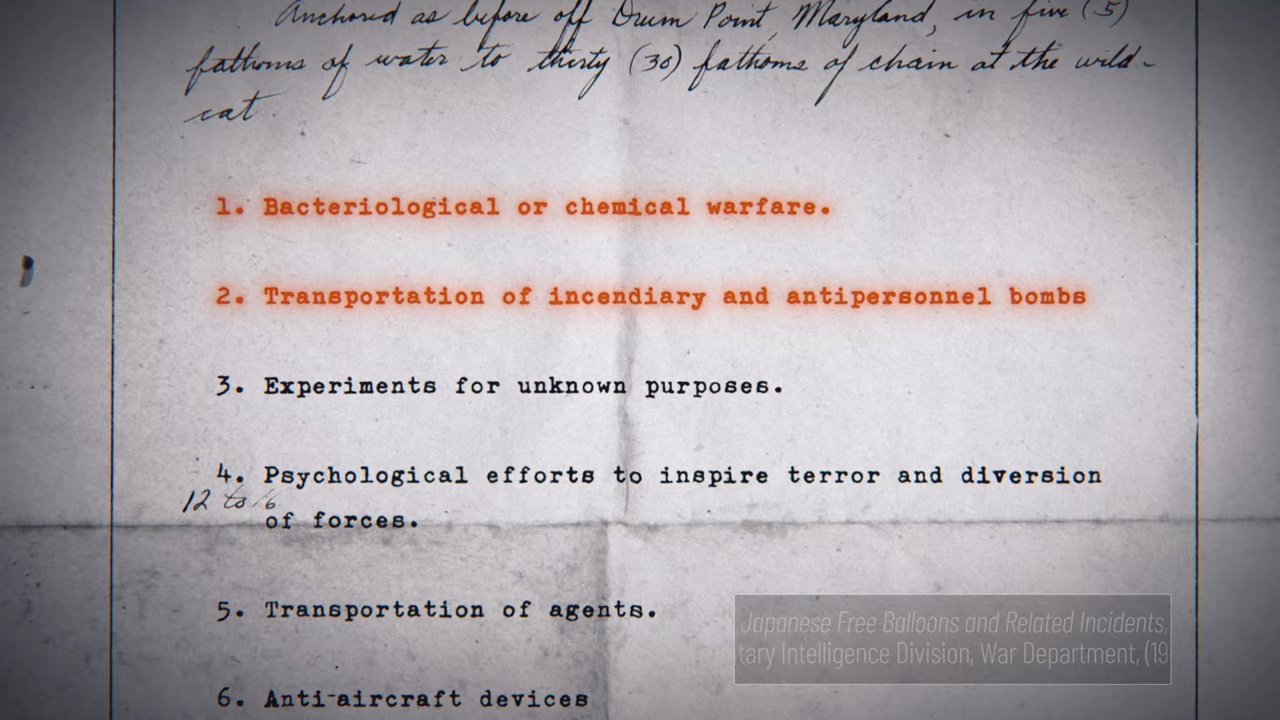 Anchored as before off Drum Point, Maryland, in five (5)
fathoms of water to thirty (30) fathoms of chain at the wild-
cat.
1. Bacteriological or chemical warfare.
2. Transportation of incendiary and antipersonnel bombs
3. Experiments for unknown purposes.
4. Psychological efforts to inspire terror and diversion
12 to 16
of forces.
5. Transportation of agents.
Japanese Free Balloons and Related Incidents,
tary Intelligence Division, War Department, (19
6. Anti-aircraft devices